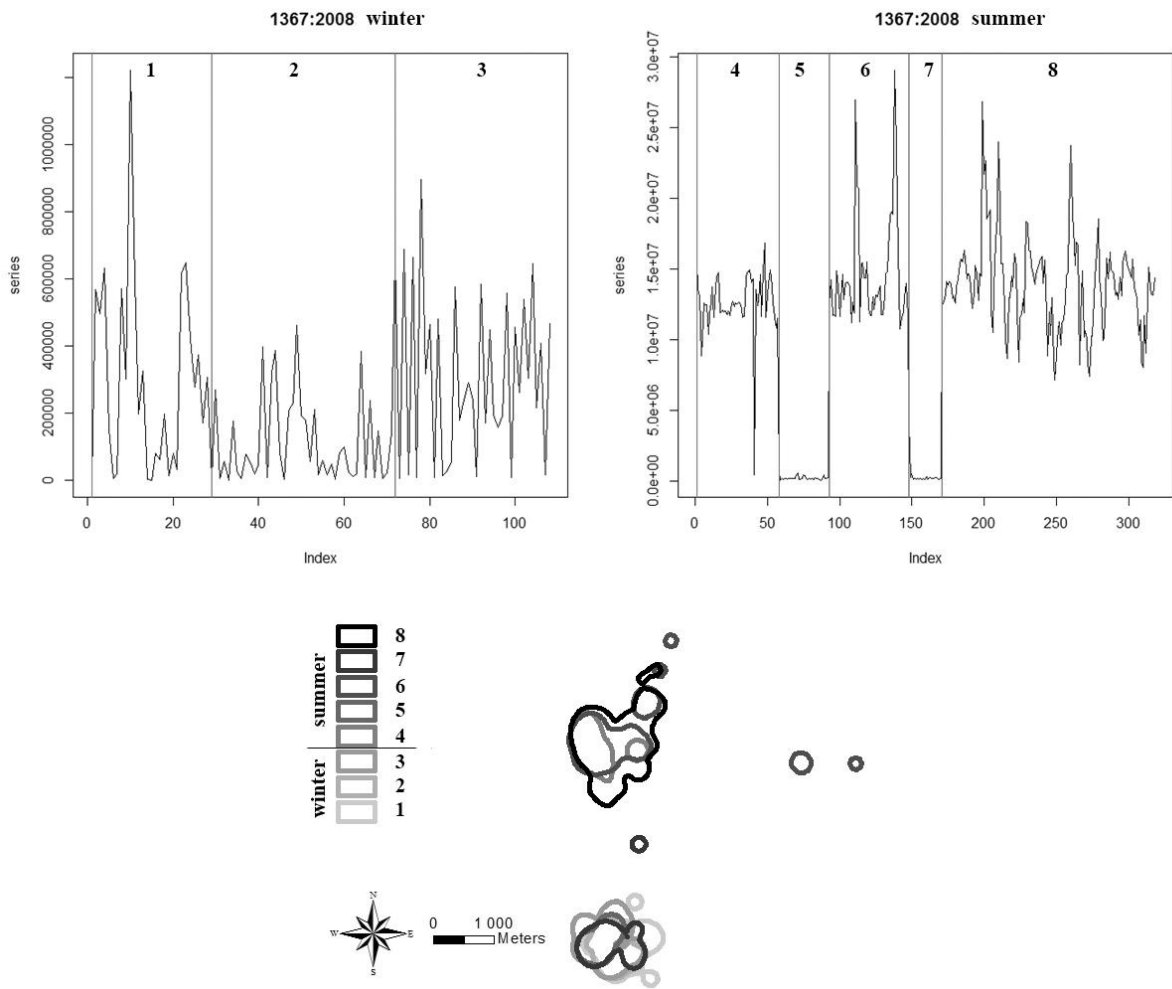 1367:2008 winter
1 2 3
1000000
800000
600000
400000
200000
0
series
0 20 40 60 80 100
Index
1367:2008 summer
4 5 6 7 8
3.0e+07
2.5e+07
2.0e+07
1.5e+07
1.0e+07
5.0e+06
0.0e+00
series
0 50 100 150 200 250 300
Index
summer
8
7
6
5
4
winter
3
2
1
N
W E
S
0 1 000
Meters